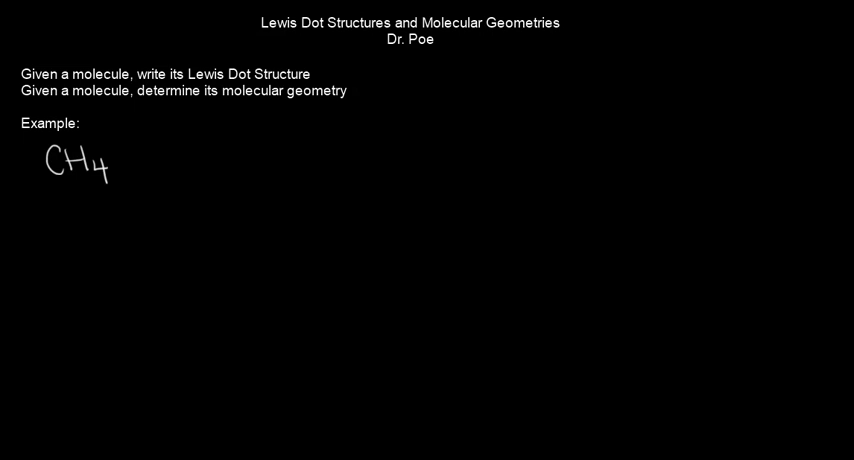 Lewis Dot Structures and Molecular Geometries
Dr. Poe
Given a molecule, write its Lewis Dot Structure
Given a molecule, determine its molecular geometry
Example:
CH4